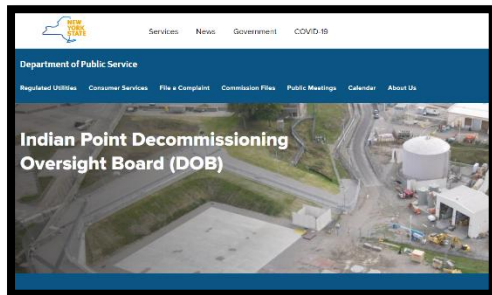 NEW
YORK
STATE
Services News Government COVID-19
Department of Public Service
Regulated Utilities Consumer Services File a Complaint Commission Files Public Meetings Calendar About Us
Indian Point Decommissioning
Oversight Board (DOB)